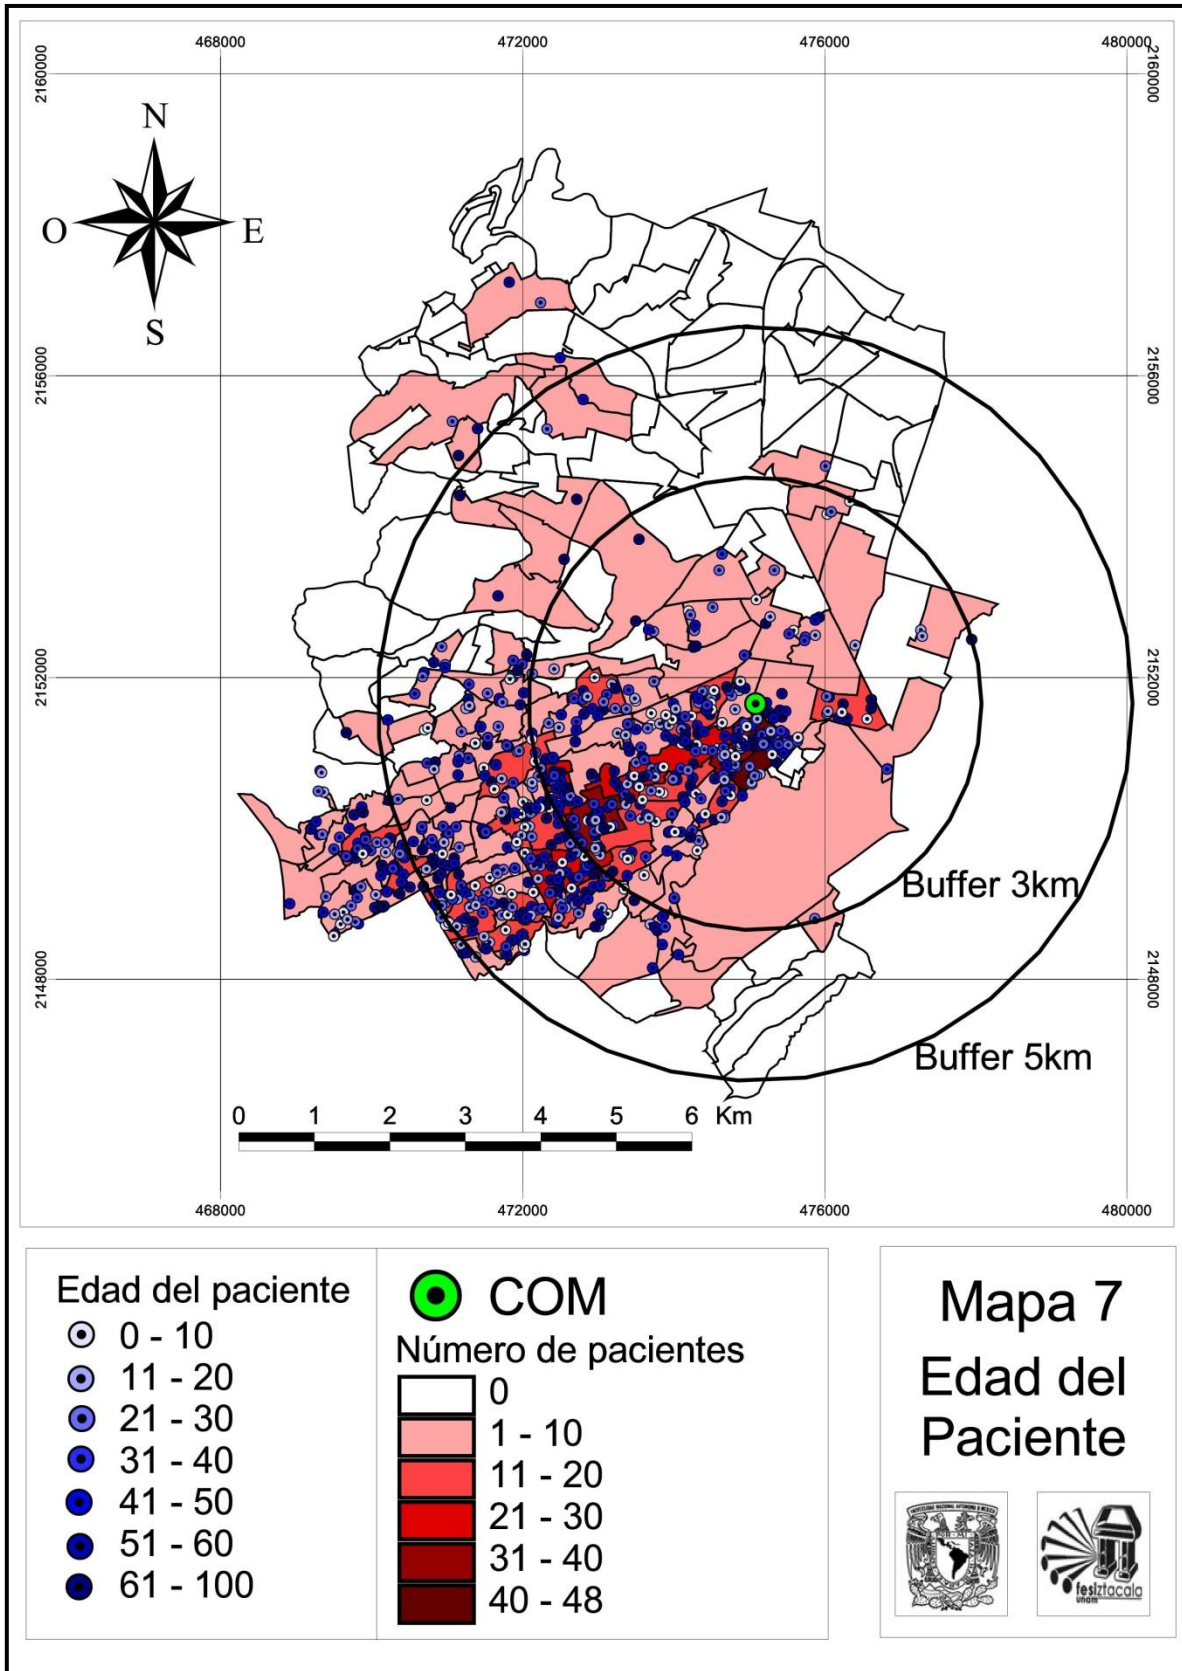 468000 472000 476000 480000
2160000 2160000
N
O E
S
2156000 2156000
2152000 2152000
Buffer 3km
2148000 2148000
Buffer 5km
0 1 2 3 4 5 6 Km
468000 472000 476000 480000
Edad del paciente
0 - 10
11 - 20
21 - 30
31 - 40
41 - 50
51 - 60
61 - 100
COM
Número de pacientes
0
1 - 10
11 - 20
21 - 30
31 - 40
40 - 48
Mapa 7
Edad del
Paciente
fesiztacala
unam